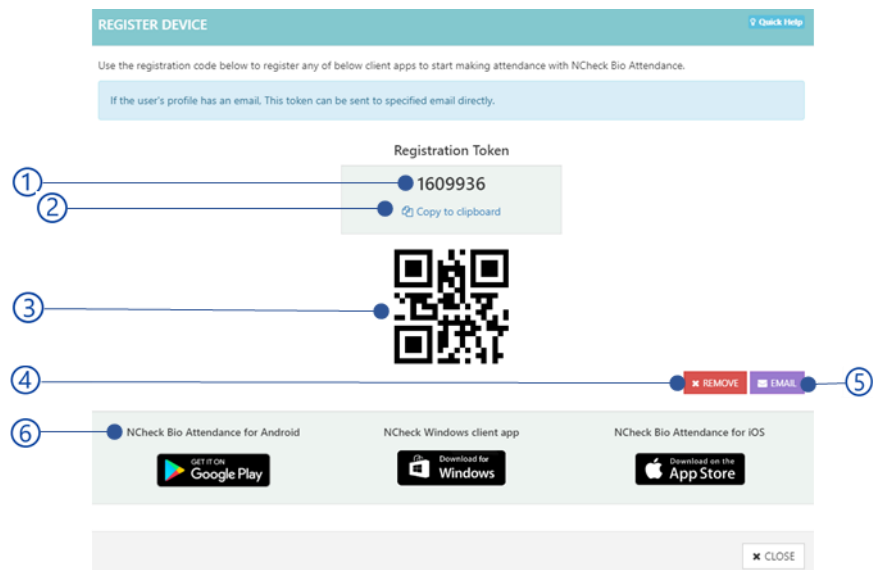 REGISTER DEVICE
Quick Help
Use the registration code below to register any of below client apps to start making attendance with NCheck Bio Attendance.
If the user's profile has an email, This token can be sent to specified email directly.
Registration Token
1
1609936
2
Copy to clipboard
3
4
REMOVE
EMAIL
5
6
NCheck Bio Attendance for Android
NCheck Windows client app
NCheck Bio Attendance for iOS
GET IT ON
Google Play
Download for
Windows
Download on the
App Store
CLOSE